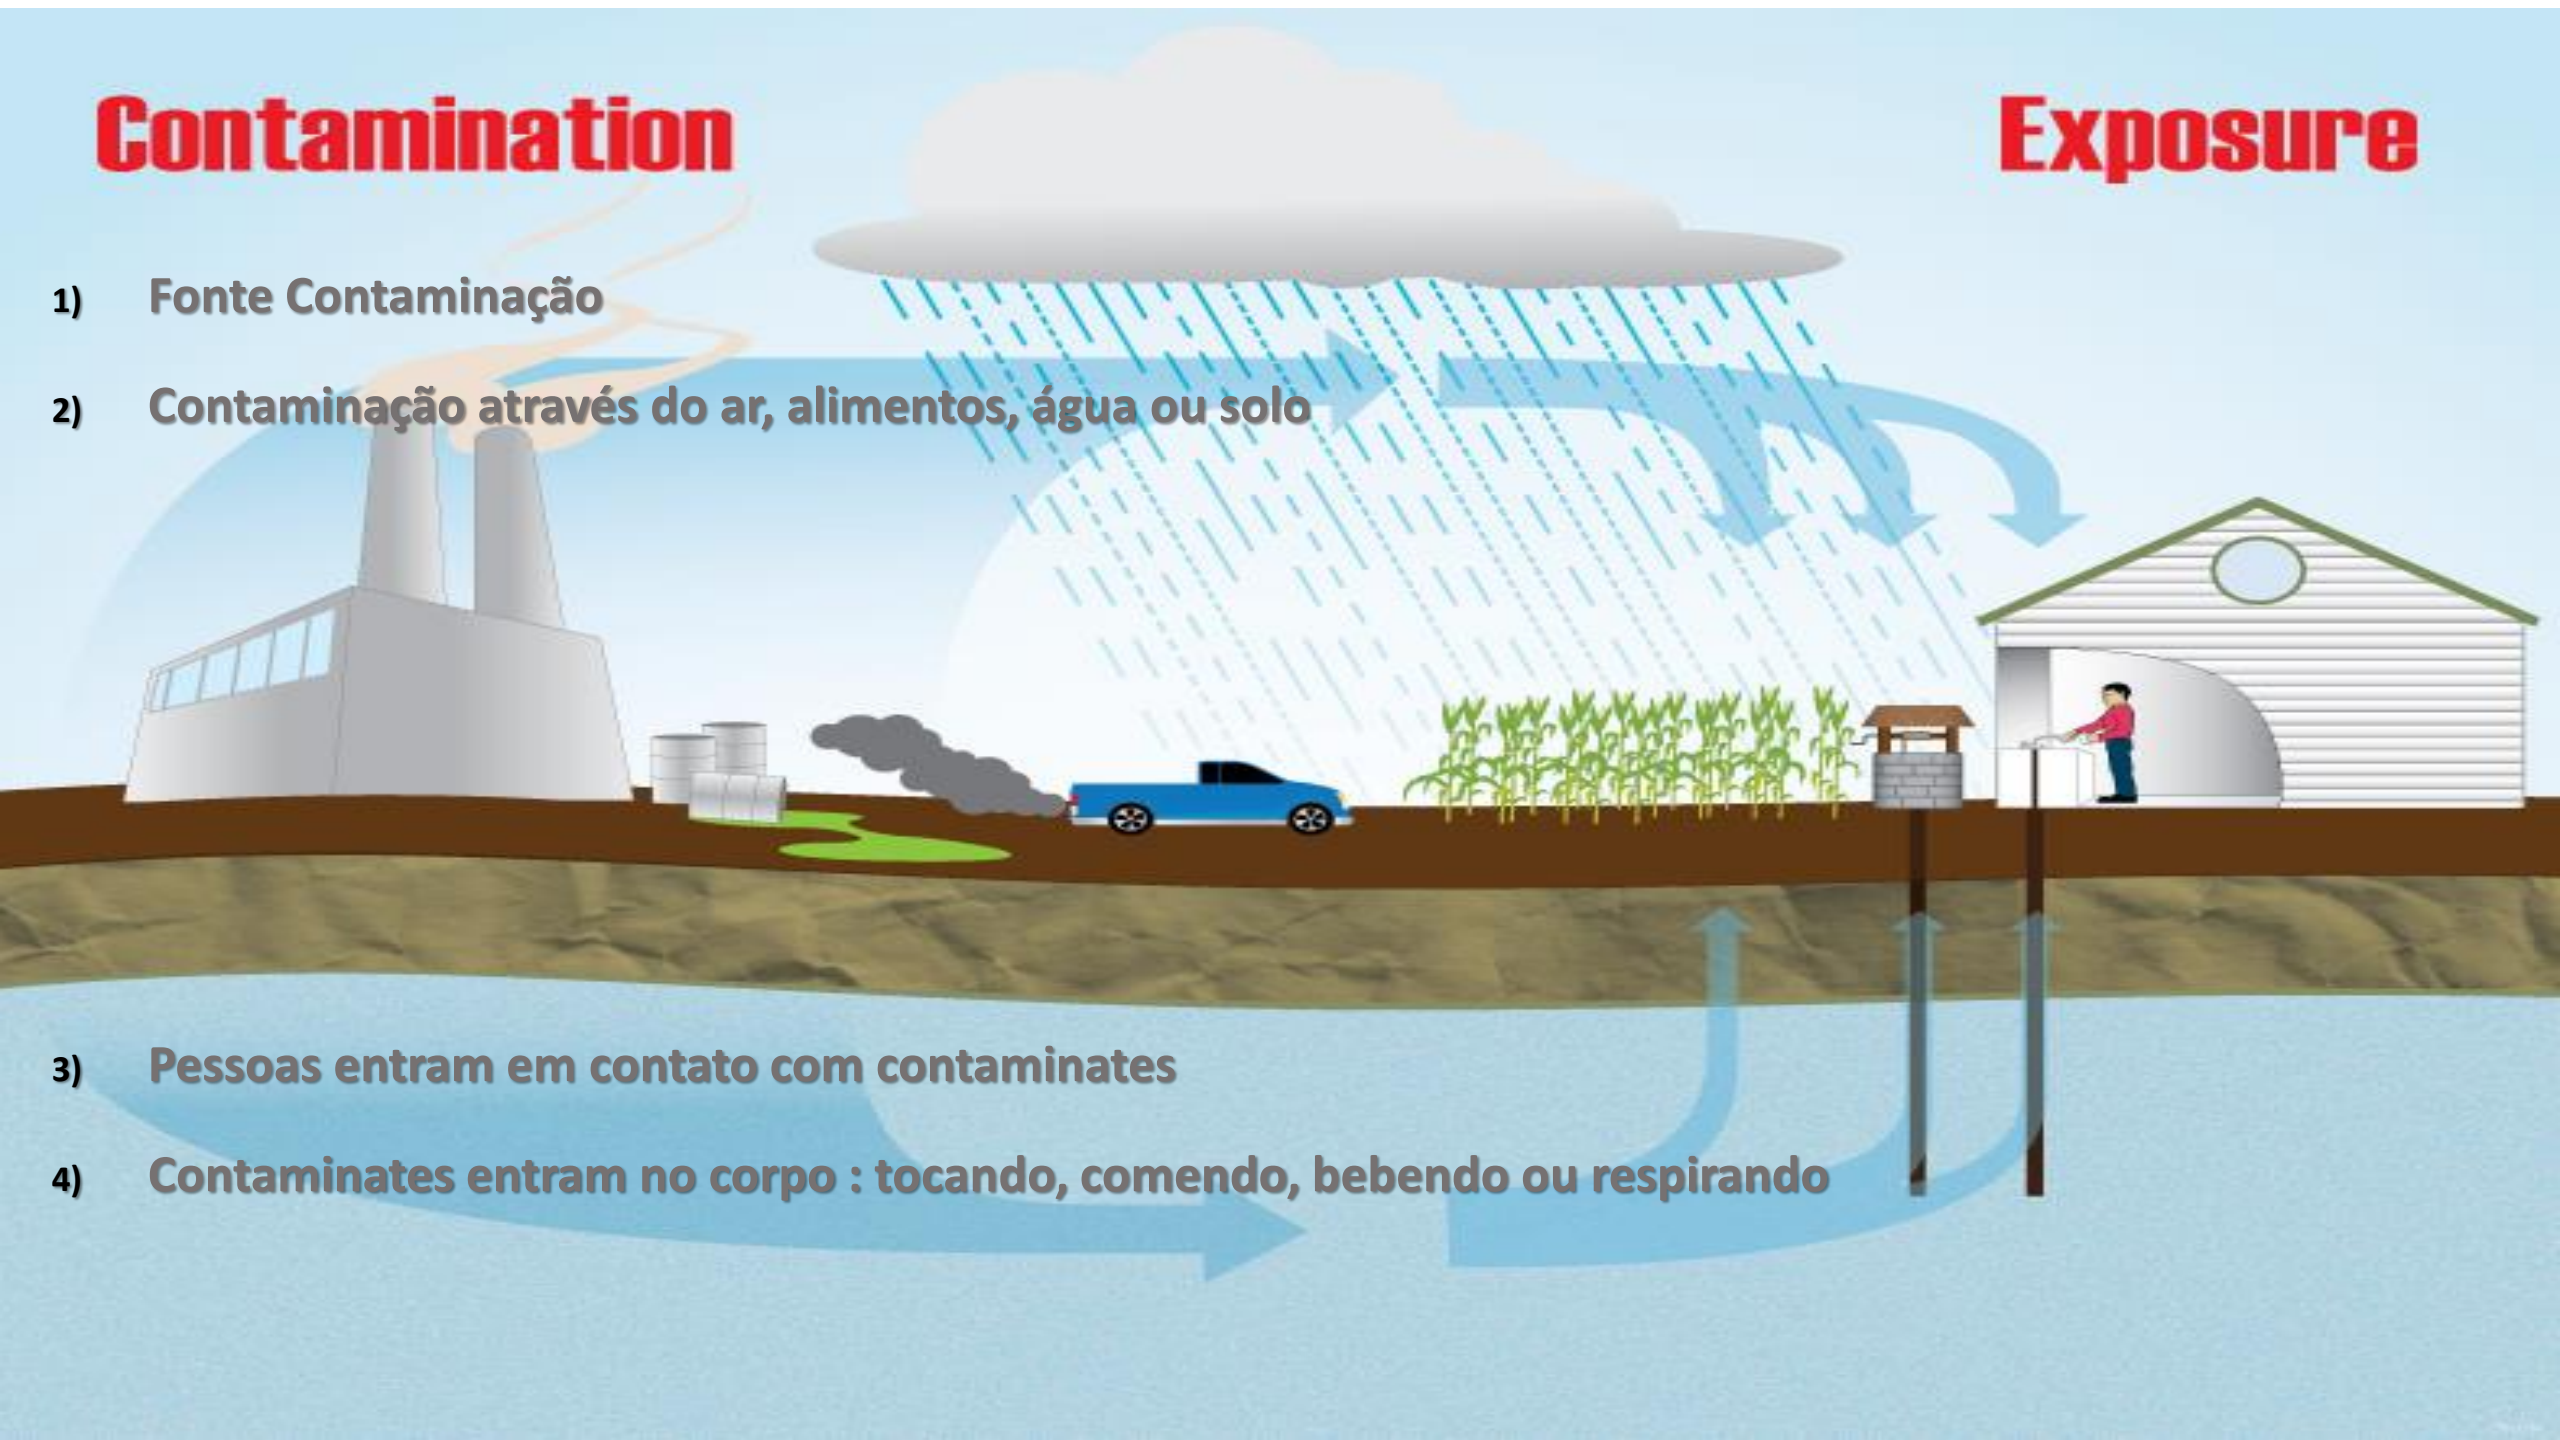 Contamination
Exposure
1) Fonte Contaminação
2) Contaminação através do ar, alimentos, água ou solo
3) Pessoas entram em contato com contaminates
4) Contaminates entram no corpo : tocando, comendo, bebendo ou respirando